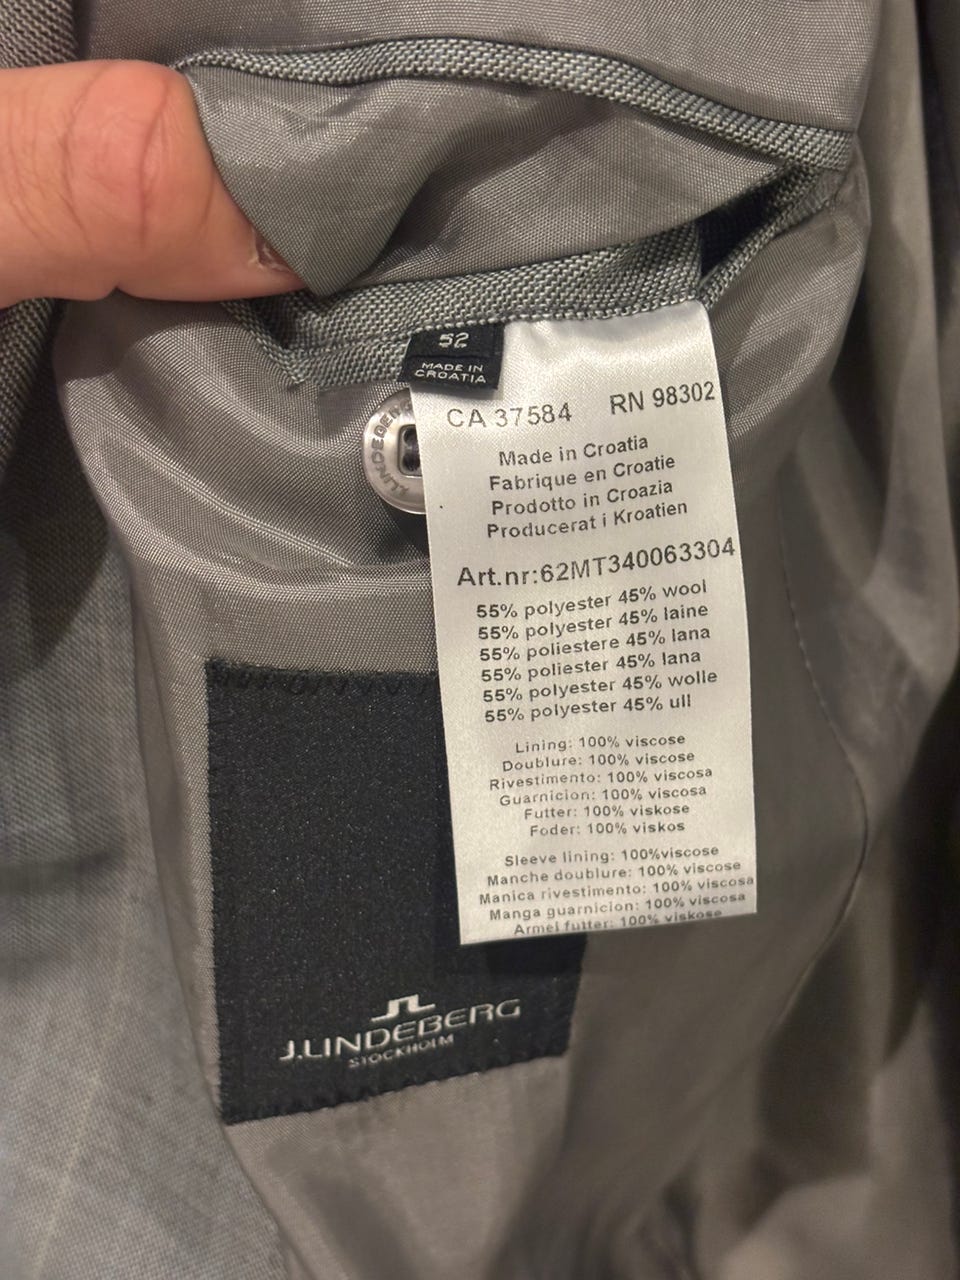 52
MADE IN
CROATIA
J.LINDEBERG
CA 37584 RN 98302
Made in Croatia
Fabrique en Croatie
Prodotto in Croazia
Producerat i Kroatien
Art.nr:62MT340063304
55% polyester 45% wool
55% polyester 45% laine
55% poliestere 45% lana
55% poliester 45% lana
55% polyester 45% wolle
55% polyester 45% ull
Lining: 100% viscose
Doublure: 100% viscose
Rivestimento: 100% viscosa
Guarnicion: 100% viscosa
Futter: 100% viskose
Foder: 100% viskos
Sleeve lining: 100%viscose
Manche doublure: 100% viscose
Manica rivestimento: 100% viscosa
Manga guarnicion: 100% viscosa
Armel futter: 100% viskose
J.LINDEBERG
STOCKHOLM